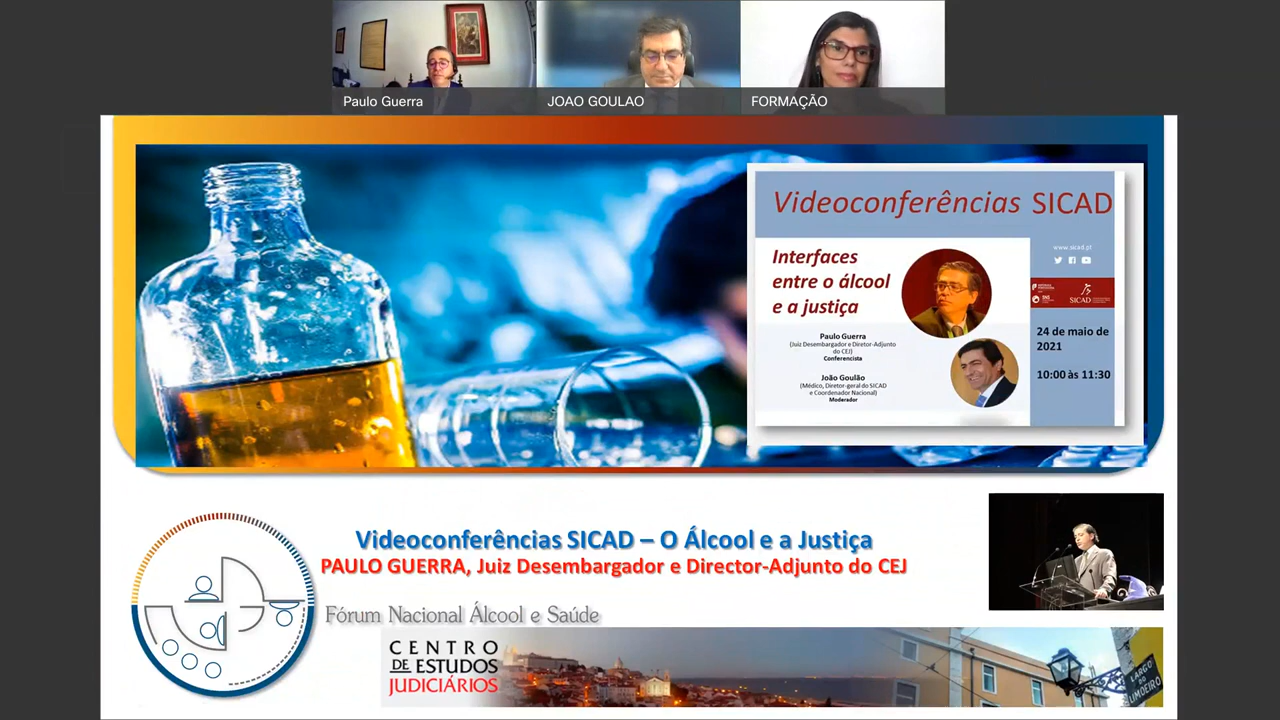 Paulo Guerra
JOAO GOULAO
FORMAÇÃO
Videoconferências SICAD
Interfaces
entre o álcool
e a justiça
Paulo Guerra
(Juiz Desembargador e Diretor-Adjunto
do CEJ)
Conferencista
João Goulão
(Médico, Diretor-geral do SICAD
e Coordenador Nacional)
Moderador
www.sicad.pt
SNS
SICAD
24 de maio de
2021
10:00 às 11:30
Videoconferências SICAD – O Álcool e a Justiça
PAULO GUERRA, Juiz Desembargador e Director-Adjunto do CEJ
Fórum Nacional Álcool e Saúde
CENTRO
DE ESTUDOS
JUDICIÁRIOS
LARGO
DO
LIMOEIRO